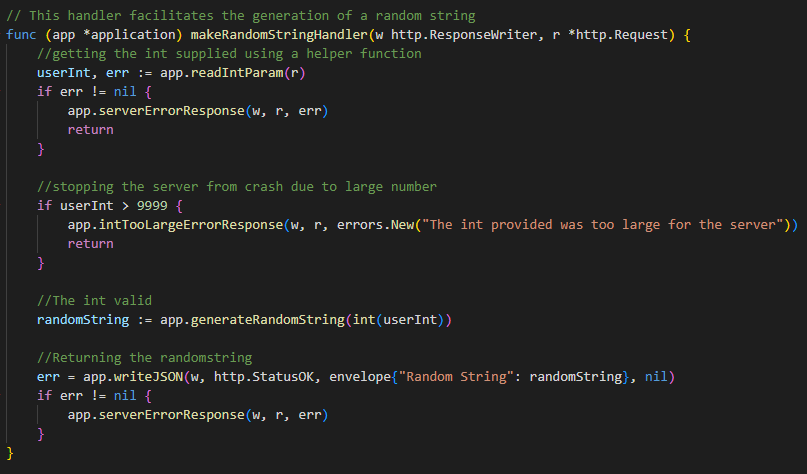 // This handler facilitates the generation of a random string
func (app *application) makeRandomStringHandler(w http.ResponseWriter, r *http.Request) {
    //getting the int supplied using a helper function
    userInt, err := app.readIntParam(r)
    if err != nil {
        app.serverErrorResponse(w, r, err)
        return
    }

    //stopping the server from crash due to large number
    if userInt > 9999 {
        app.intTooLargeErrorResponse(w, r, errors.New("The int provided was too large for the server"))
        return
    }

    //The int valid
    randomString := app.generateRandomString(int(userInt))

    //Returning the randomstring
    err = app.writeJSON(w, http.StatusOK, envelope{"Random String": randomString}, nil)
    if err != nil {
        app.serverErrorResponse(w, r, err)
    }
}